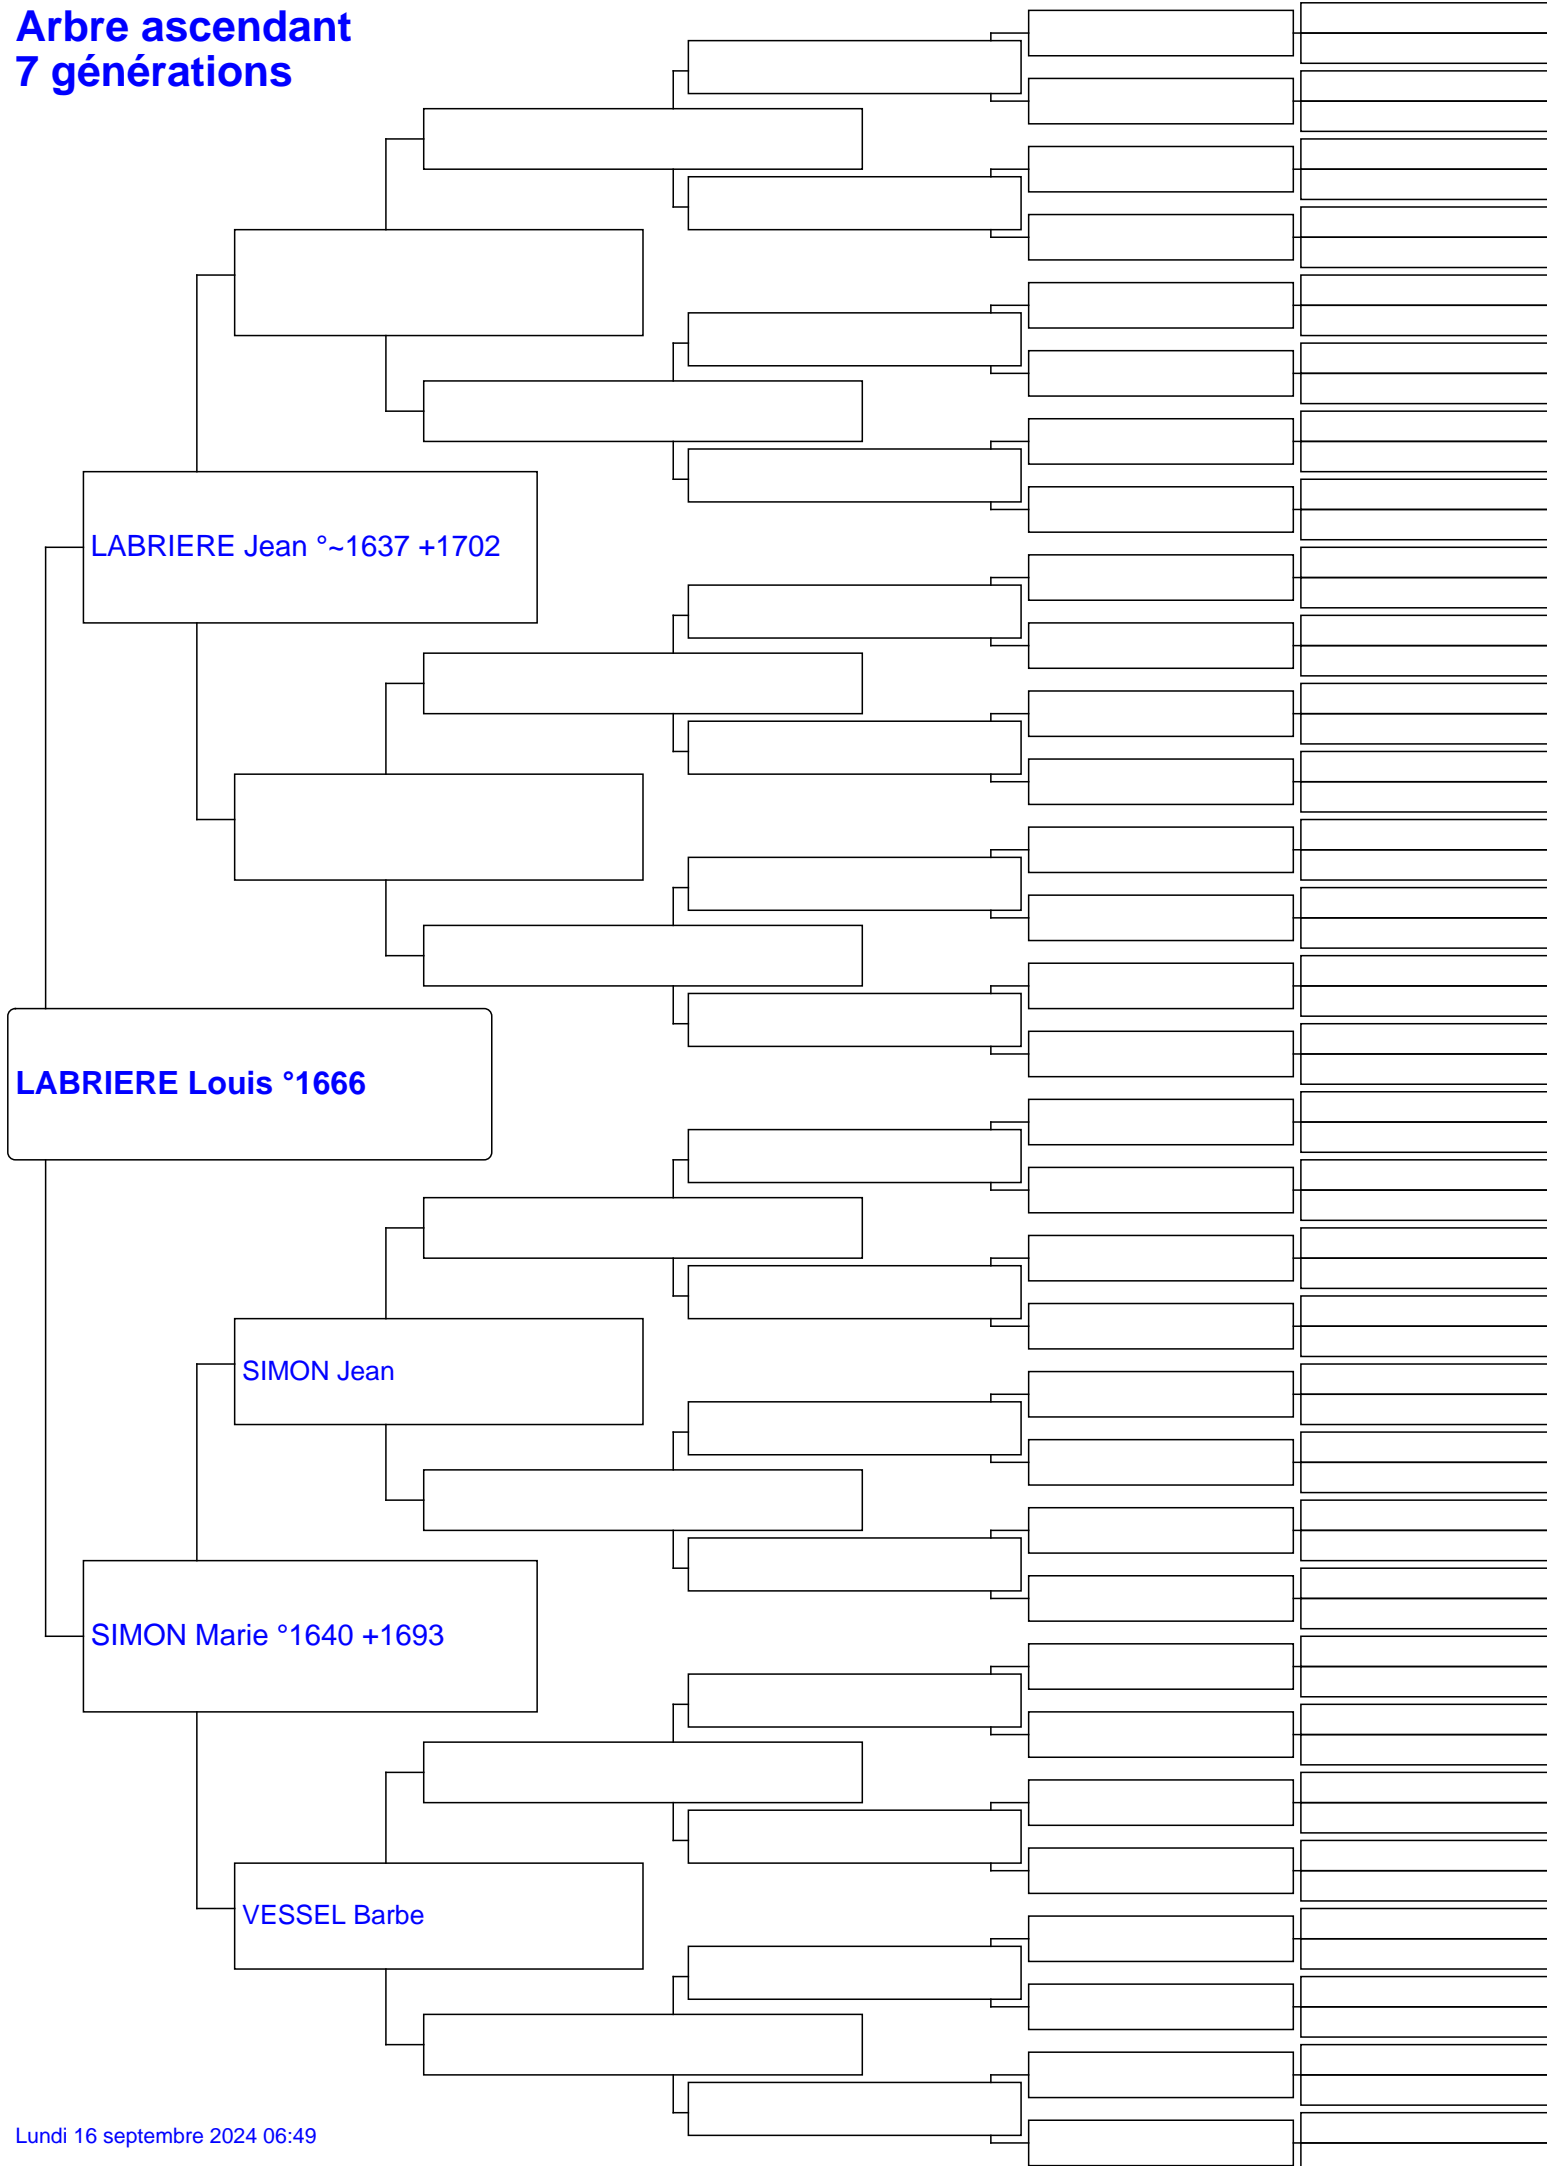 Arbre ascendant
7 générations
LABRIERE Jean °~1637 +1702
LABRIERE Louis °1666
SIMON Jean
SIMON Marie °1640 +1693
VESSEL Barbe
Lundi 16 septembre 2024 06:49